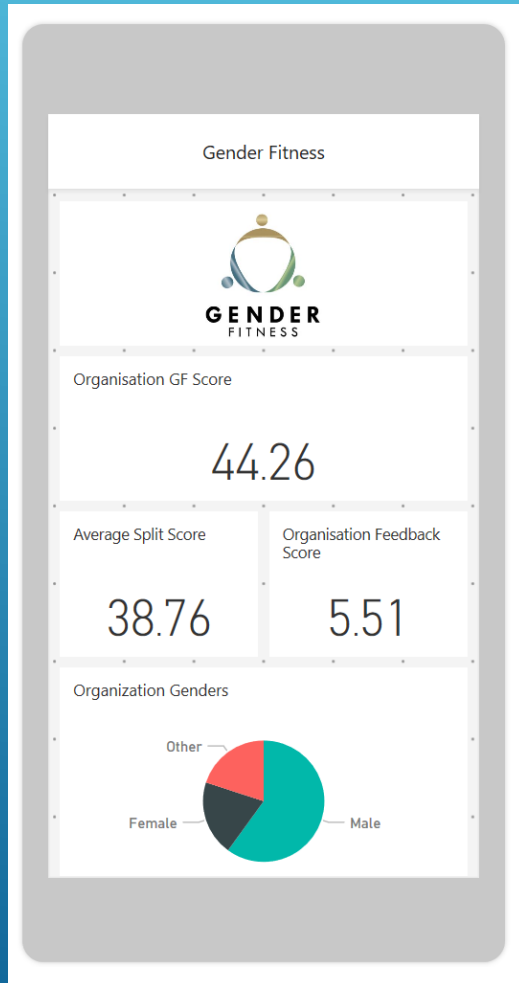 Gender Fitness
GENDER
FITNESS
Organisation GF Score
44.26
Average Split Score
38.76
Organisation Feedback
Score
5.51
Organization Genders
Other
Female
Male